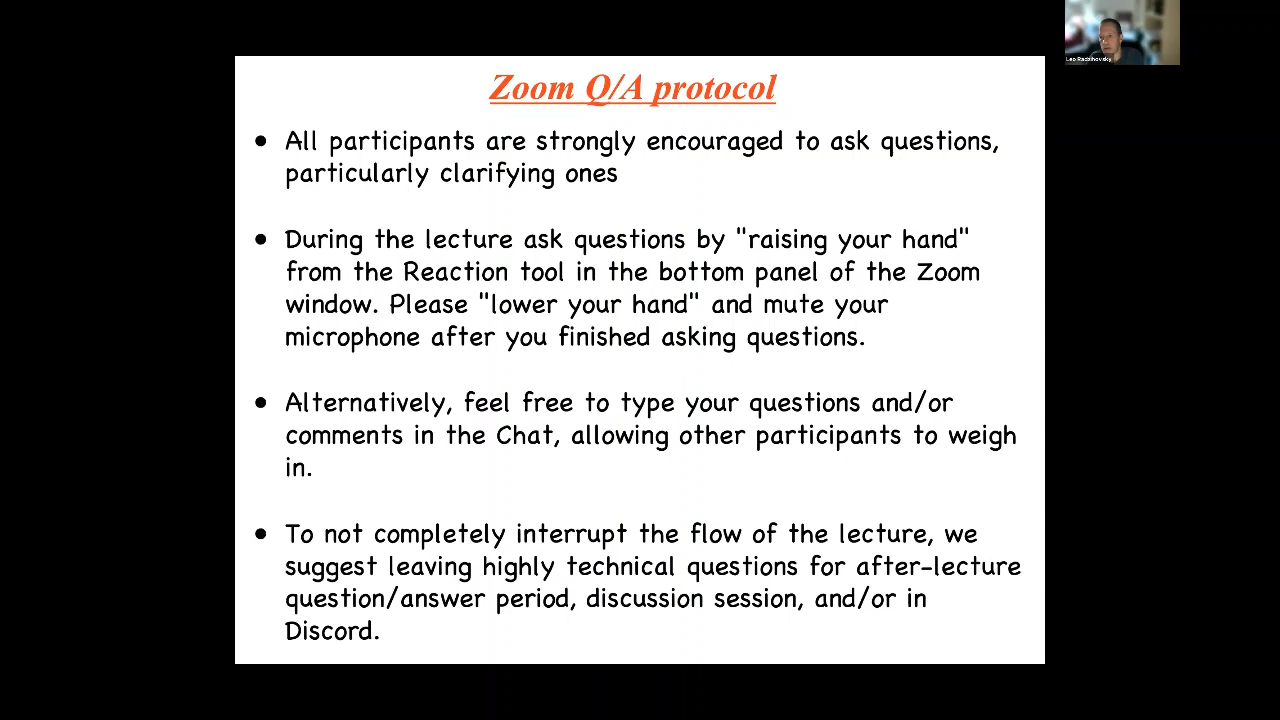 Leo Radzihovsky
Zoom Q/A protocol
• All participants are strongly encouraged to ask questions,
particularly clarifying ones
• During the lecture ask questions by "raising your hand"
from the Reaction tool in the bottom panel of the Zoom
window. Please "lower your hand" and mute your
microphone after you finished asking questions.
• Alternatively, feel free to type your questions and/or
comments in the Chat, allowing other participants to weigh
in.
• To not completely interrupt the flow of the lecture, we
suggest leaving highly technical questions for after-lecture
question/answer period, discussion session, and/or in
Discord.